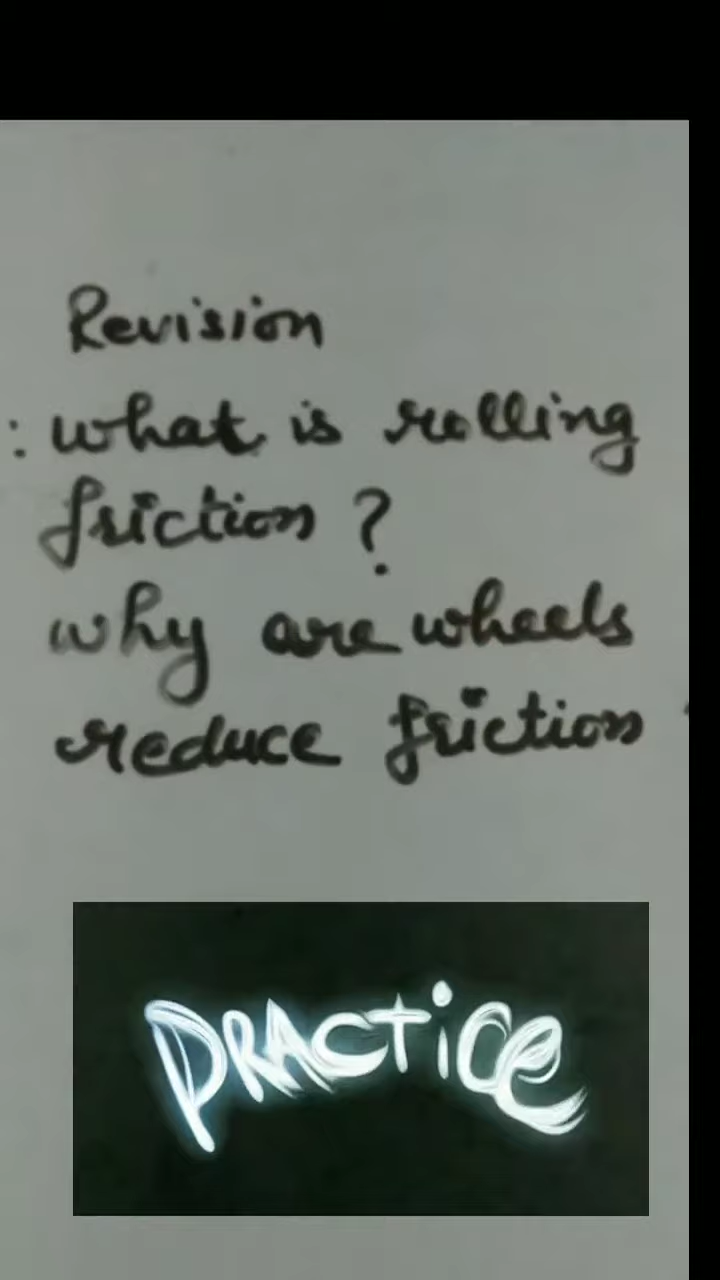 Revision
: what is rolling
friction ?
why are wheels
reduce friction
PRACTiCe